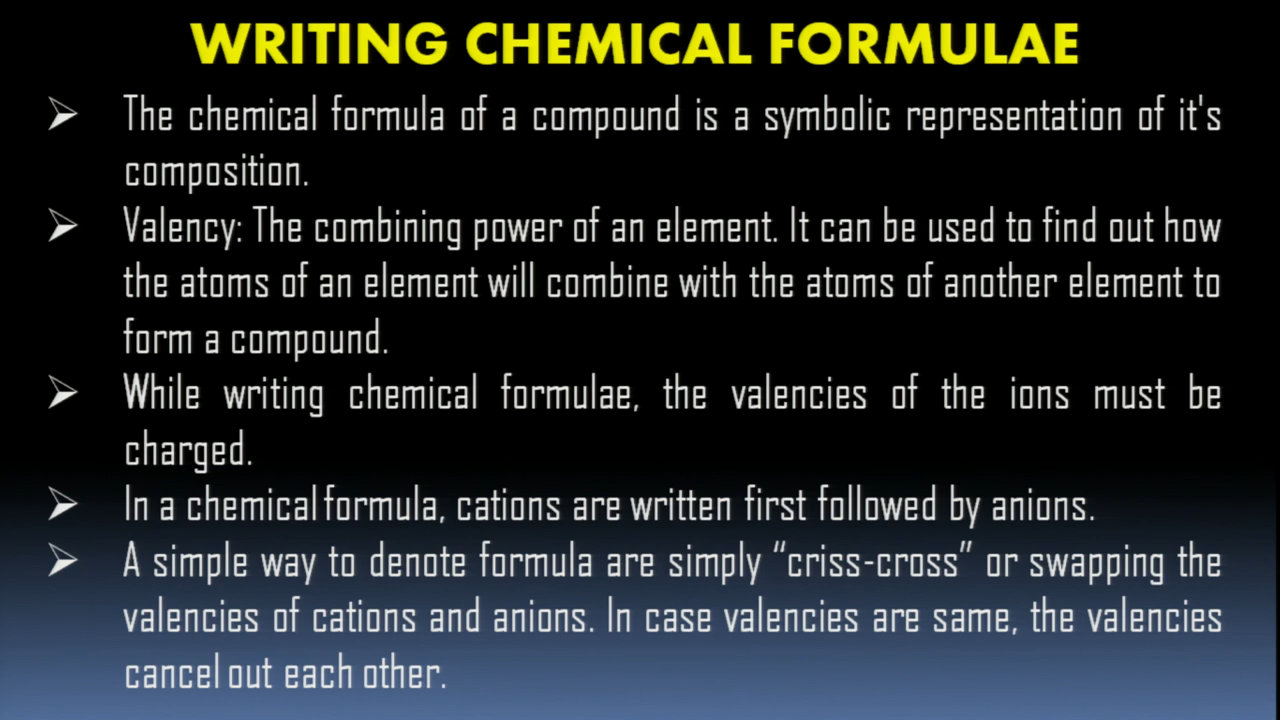 WRITING CHEMICAL FORMULAE
➢ The chemical formula of a compound is a symbolic representation of it's
composition.
➢ Valency: The combining power of an element. It can be used to find out how
the atoms of an element will combine with the atoms of another element to
form a compound.
➢ While writing chemical formulae, the valencies of the ions must be
charged.
➢ In a chemical formula, cations are written first followed by anions.
➢ A simple way to denote formula are simply “criss-cross” or swapping the
valencies of cations and anions. In case valencies are same, the valencies
cancel out each other.